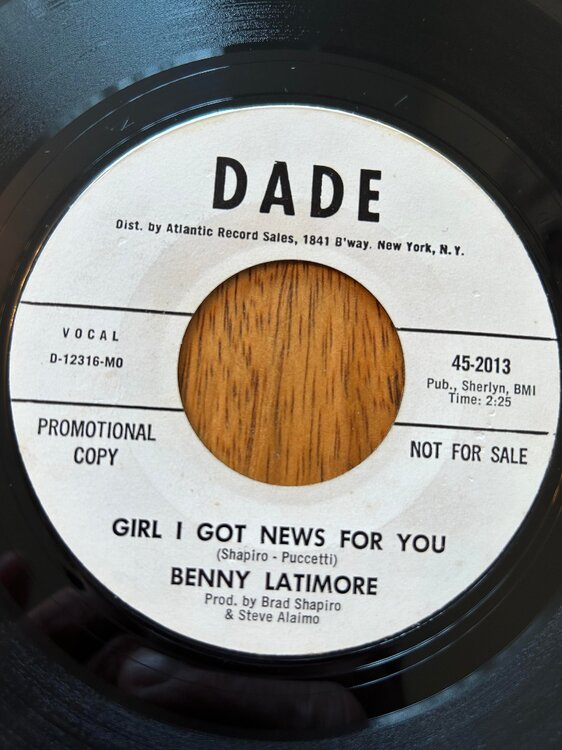 DADE
Dist. by Atlantic Record Sales, 1841 B'way. New York, N.Y.
VOCAL
D-12316-MO
45-2013
Pub., Sherlyn, BMI
Time: 2:25
PROMOTIONAL
COPY
NOT FOR SALE
GIRL I GOT NEWS FOR YOU
(Shapiro - Puccetti)
BENNY LATIMORE
Prod. by Brad Shapiro
& Steve Alaimo